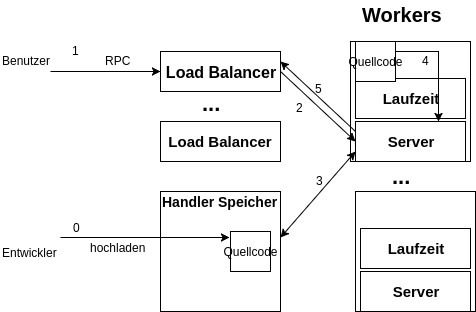 Workers
1
Benutzer
RPC
Load Balancer
...
Load Balancer
Quellcode
4
Laufzeit
Server
5
2
3
...
Handler Speicher
0
Entwickler
hochladen
Quellcode
Laufzeit
Server